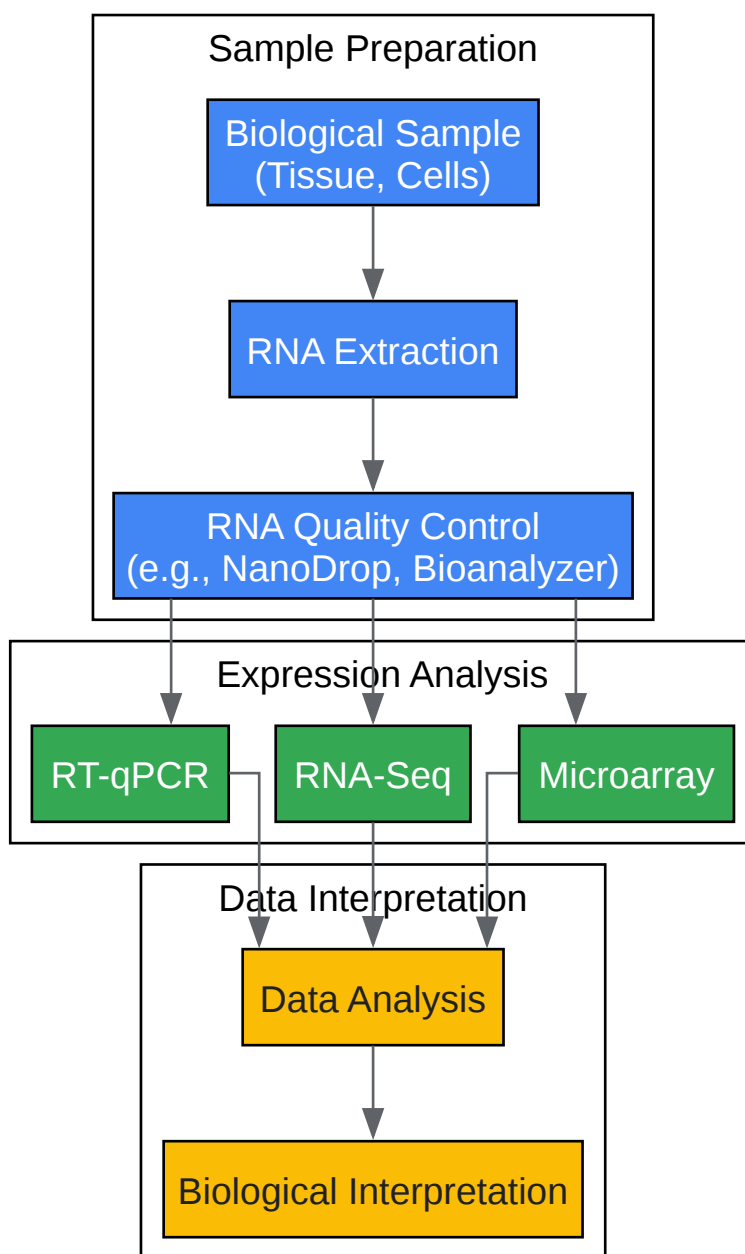 Sample Preparation
Biological Sample
(Tissue, Cells)
RNA Extraction
RNA Quality Control
(e.g., NanoDrop, Bioanalyzer)
Expression Analysis
RT-qPCR
RNA-Seq
Microarray
Data Interpretation
Data Analysis
Biological Interpretation